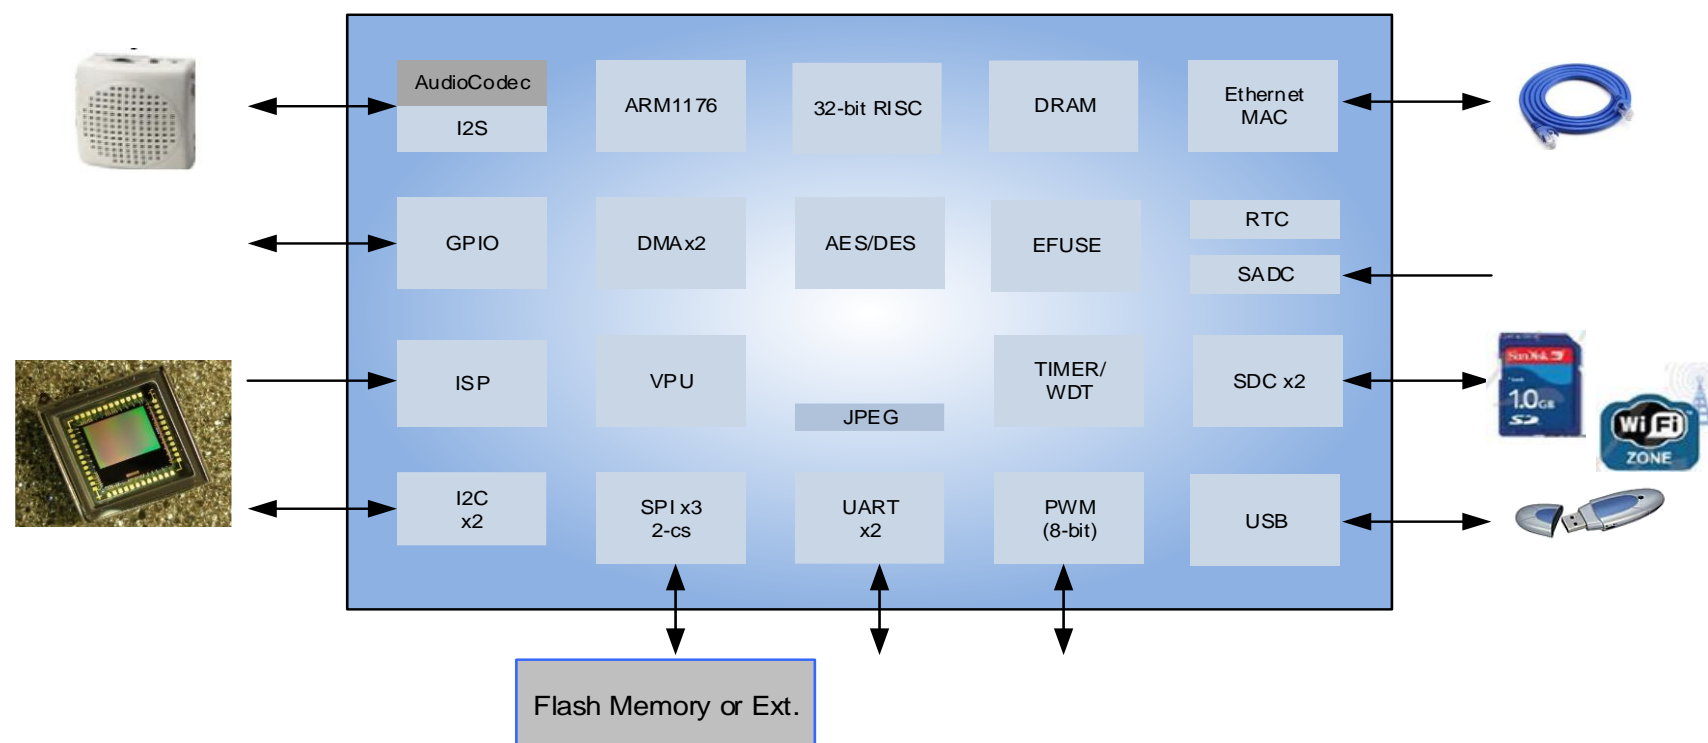 AudioCodec
I2S
ARM1176
32-bit RISC
DRAM
Ethernet
MAC
GPIO
DMAx2
AES/DES
EFUSE
RTC
SADC
ISP
VPU
JPEG
TIMER/
WDT
SDC x2
SanDisk
1.0GB
SD
Wi Fi
ZONE
I2C
x2
SPI x3
2-cs
UART
x2
PWM
(8-bit)
USB
Flash Memory or Ext.